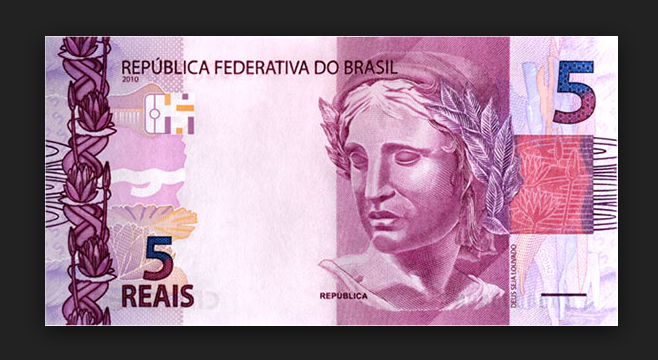 REPÚBLICA FEDERATIVA DO BRASIL
2010
5
5
REAIS
REPÚBLICA
DEUS SEJA LOUVADO